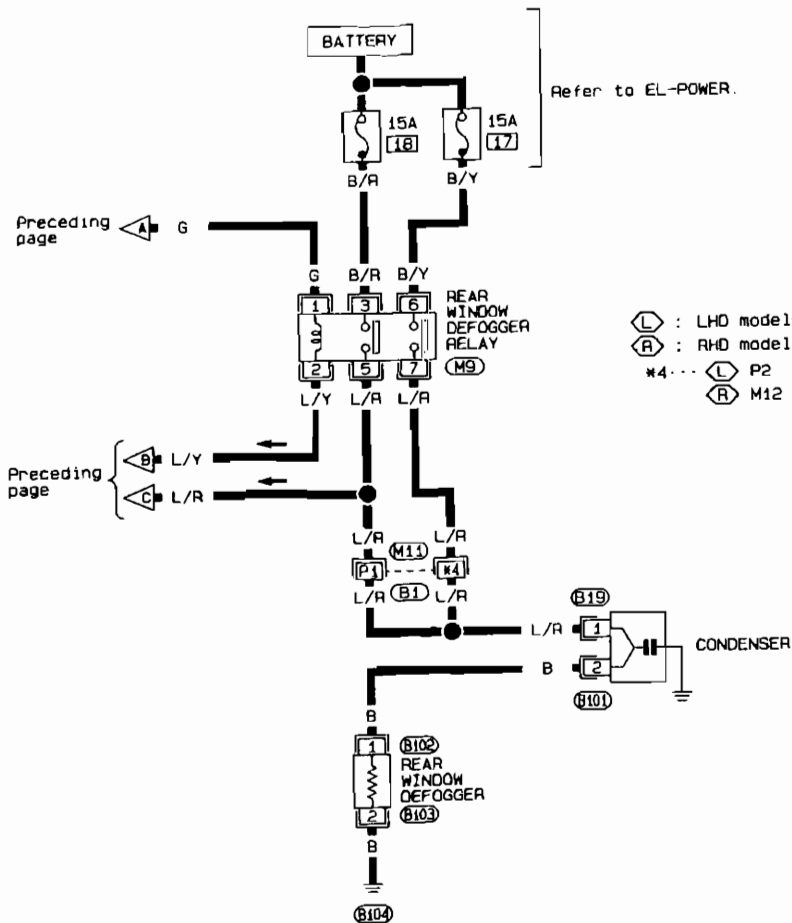 BATTERY
Refer to EL-POWER.
15A 15A
18 17
B/R B/Y
Preceding page A G
G B/R B/Y
1 3 6
REAR WINDOW DEFOGGER RELAY
2 5 7 M9
L/Y L/R L/R
L : LHD model
R : RHD model
*4... L P2
R M12
Preceding page
B L/Y
C L/R
L/R M11 L/R
P1 *4
L/R B1 L/R
B19
L/R 1
CONDENSER
B 2
B101
B
1 B102
REAR WINDOW DEFOGGER
2 B103
B
B104